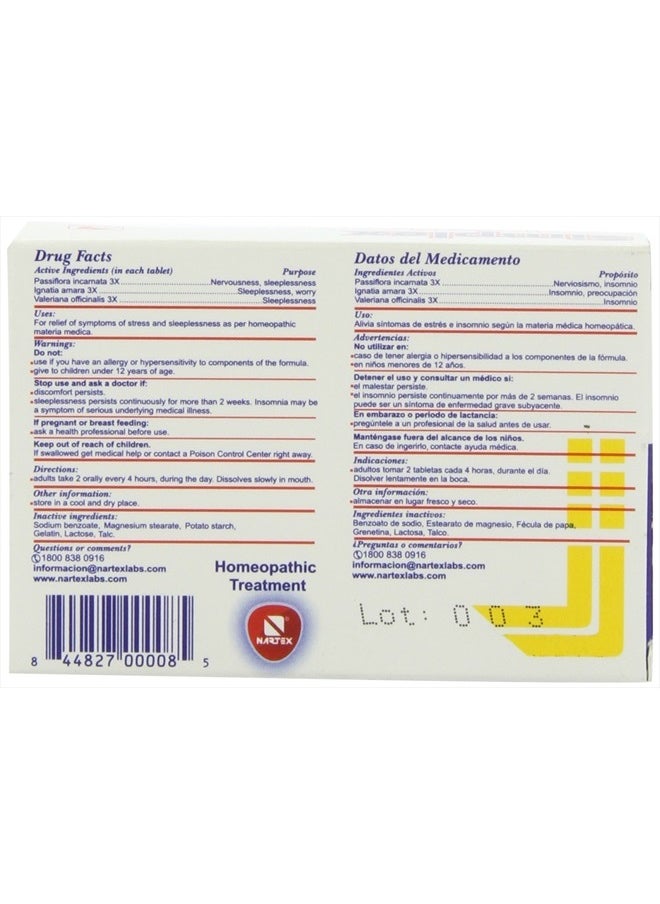 Drug Facts
Active Ingredients (in each tablet) Purpose
Passiflora incarnata 3X Nervousness, sleeplessness
Ignatia amara 3X Sleeplessness, worry
Valeriana officinalis 3X Sleeplessness
Uses:
For relief of symptoms of stress and sleeplessness as per homeopathic
materia medica.
Warnings:
Do not:
•use if you have an allergy or hypersensitivity to components of the formula.
•give to children under 12 years of age.
Stop use and ask a doctor if:
•discomfort persists.
•sleeplessness persists continuously for more than 2 weeks. Insomnia may be
a symptom of serious underlying medical illness.
If pregnant or breast feeding:
•ask a health professional before use.
Keep out of reach of children.
If swallowed get medical help or contact a Poison Control Center right away.
Directions:
•adults take 2 orally every 4 hours, during the day. Dissolves slowly in mouth.
Other information:
•store in a cool and dry place.
Inactive ingredients:
Sodium benzoate, Magnesium stearate, Potato starch,
Gelatin, Lactose, Talc.
Questions or comments?
1800 838 0916
informacion@nartexlabs.com
www.nartexlabs.com
8 44827 00008 5
Homeopathic
Treatment
N
NARTEX
Datos del Medicamento
Ingredientes Activos Propósito
Passiflora incarnata 3X Nerviosismo, insomnio
Ignatia amara 3X Insomnio, preocupación
Valeriana officinalis 3X Insomnio
Uso:
Alivia síntomas de estrés e insomnio según la materia médica homeopática.
Advertencias:
No utilizar en:
•caso de tener alergia o hipersibilidad a los componentes de la fórmula.
•en niños menores de 12 años.
Detener el uso y consultar un médico si:
•el malestar persiste.
•el insomnio persiste continuamente por más de 2 semanas. El insomnio
puede ser un síntoma de enfermedad grave subyacente.
En embarazo o periodo de lactancia:
•pregúntele a un profesional de la salud antes de usar.
Manténgase fuera del alcance de los niños.
En caso de ingerirlo, contacte ayuda médica.
Indicaciones:
•adultos tomar 2 tabletas cada 4 horas, durante el día.
Disolver lentamente en la boca.
Otra información:
•almacenar en lugar fresco y seco.
Ingredientes inactivos:
Benzoato de sodio, Estearato de magnesio, Fécula de papa,
Grenetina, Lactosa, Talco.
¿Preguntas o comentarios?
1800 838 0916
informacion@nartexlabs.com
www.nartexlabs.com
Lot: 003